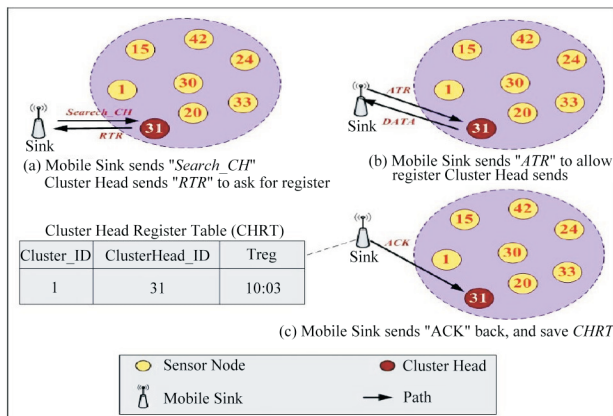 42
15
24
1
30
33
20
31
Searech_CH
RTR
Sink
(a) Mobile Sink sends "Search_CH"
Cluster Head sends "RTR" to ask for register
42
15
24
1
30
33
20
31
ATR
DATA
Sink
(b) Mobile Sink sends "ATR" to allow
register Cluster Head sends
Cluster Head Register Table (CHRT)
Cluster_ID ClusterHead_ID Treg
1 31 10:03
42
15
24
1
30
33
20
31
ACK
Sink
(c) Mobile Sink sends "ACK" back, and save CHRT
Sensor Node
Cluster Head
Mobile Sink
Path